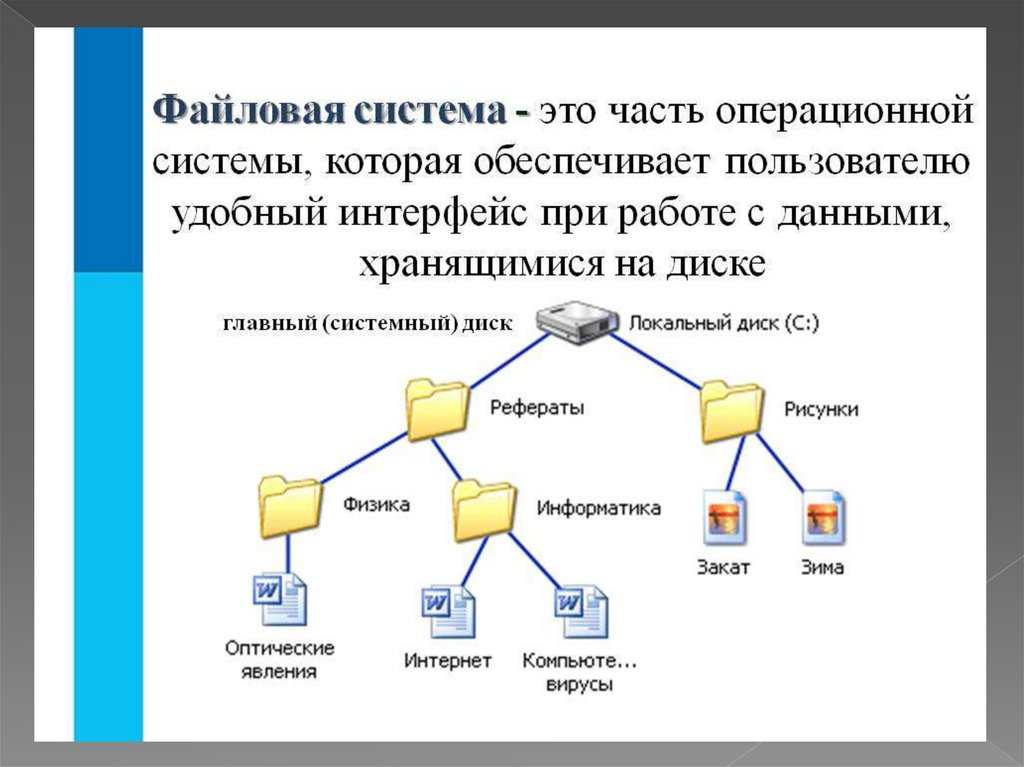 Файловая система - это часть операционной
системы, которая обеспечивает пользователю
удобный интерфейс при работе с данными,
хранящимися на диске
главный (системный) диск
Локальный диск (C:)
Рефераты
Рисунки
Физика
Информатика
Закат
Зима
Оптические
явления
Интернет
Компьюте...
вирусы